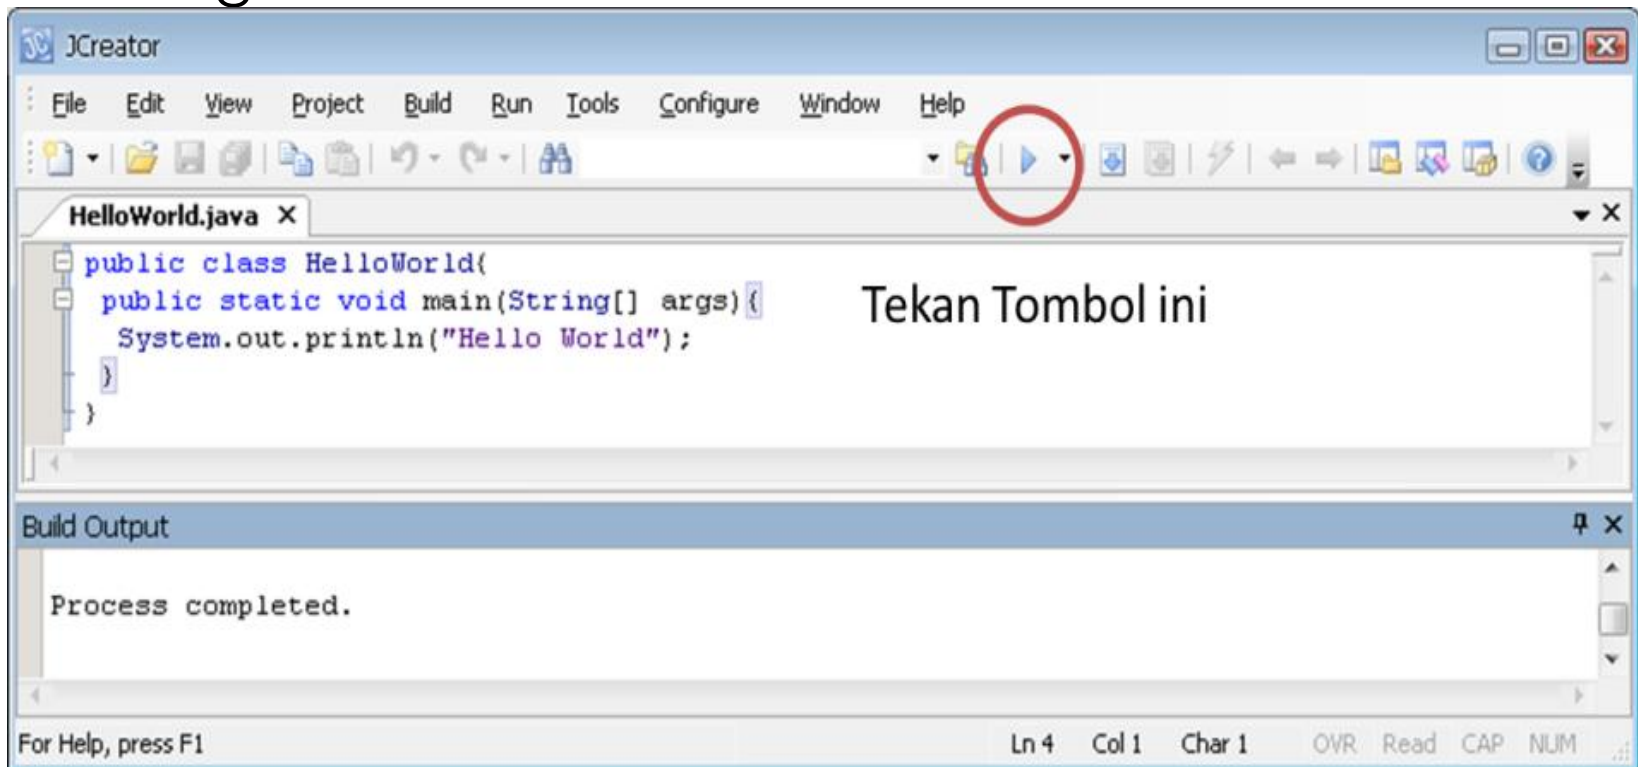 JCreator
File Edit View Project Build Run Tools Configure Window Help
HelloWorld.java
public class HelloWorld{
public static void main(String[] args){
System.out.println("Hello World");
}
}
Tekan Tombol ini
Build Output
Process completed.
For Help, press F1 Ln 4 Col 1 Char 1 OVR Read CAP NUM